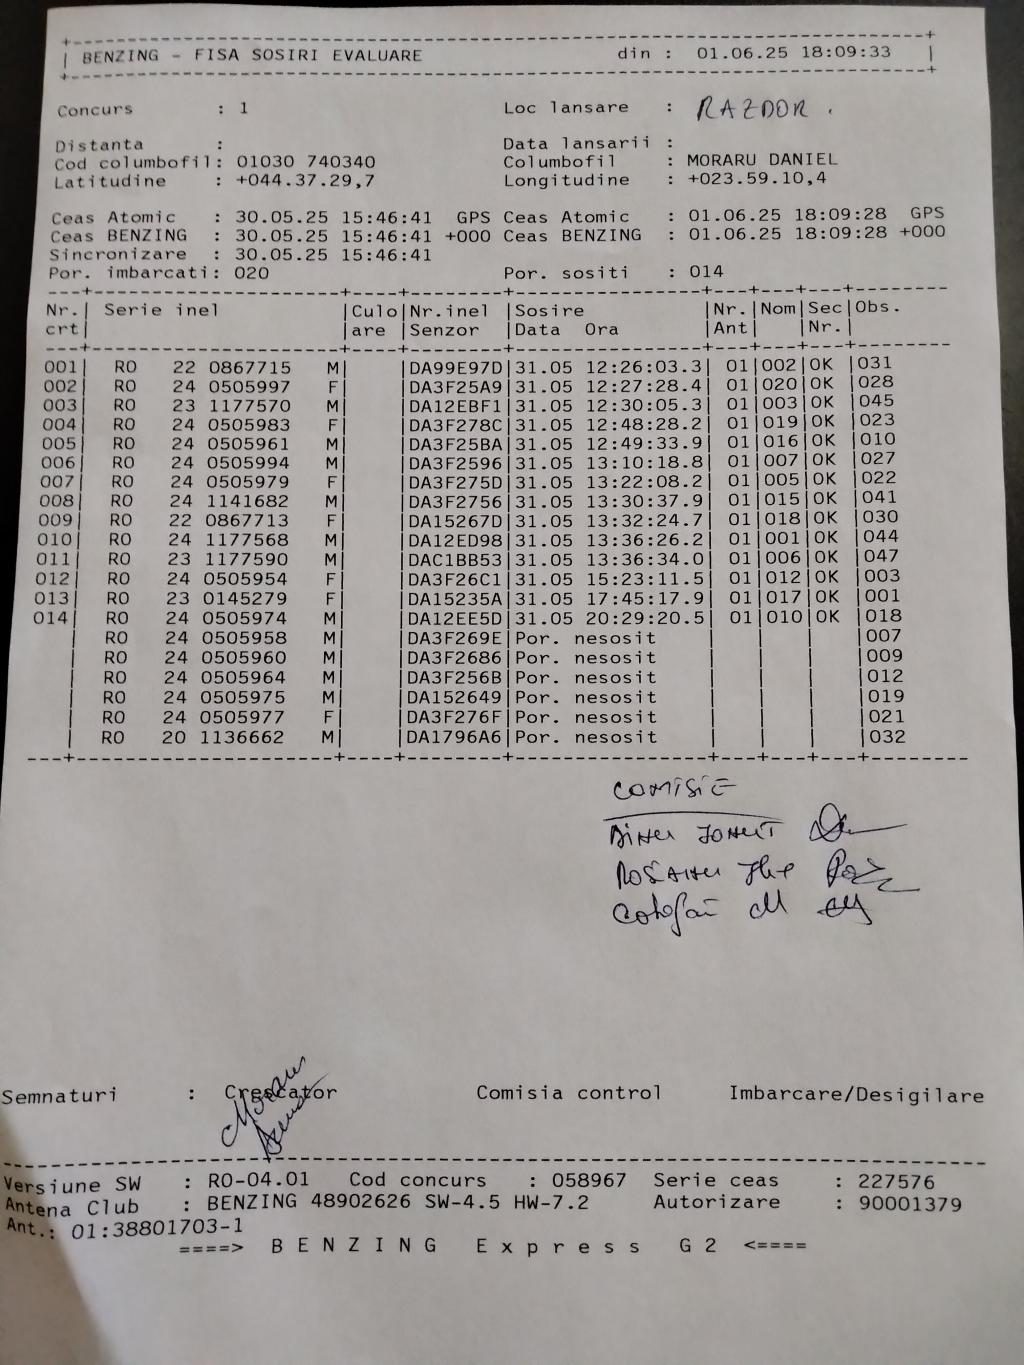 BENZING - FISA SOSIRI EVALUARE din : 01.06.25 18:09:33
Concurs : 1 Loc lansare : RAZDOR.
Distanta : Data lansarii :
Cod columbofil: 01030 740340 Columbofil : MORARU DANIEL
Latitudine : +044.37.29,7 Longitudine : +023.59.10,4
Ceas Atomic : 30.05.25 15:46:41 GPS Ceas Atomic : 01.06.25 18:09:28 GPS
Ceas BENZING : 30.05.25 15:46:41 +000 Ceas BENZING : 01.06.25 18:09:28 +000
Sincronizare : 30.05.25 15:46:41
Por. imbarcati: 020 Por. sositi : 014
Nr.| Serie inel |Culo|Nr.inel |Sosire |Nr.|Nom|Sec|Obs.
crt| |are |Senzor |Data Ora |Ant| |Nr.|
001| RO 22 0867715 M| |DA99E97D|31.05 12:26:03.3| 01|002|OK |031
002| RO 24 0505997 F| |DA3F25A9|31.05 12:27:28.4| 01|020|OK |028
003| RO 23 1177570 M| |DA12EBF1|31.05 12:30:05.3| 01|003|OK |045
004| RO 24 0505983 F| |DA3F278C|31.05 12:48:28.2| 01|019|OK |023
005| RO 24 0505961 M| |DA3F25BA|31.05 12:49:33.9| 01|016|OK |010
006| RO 24 0505994 M| |DA3F2596|31.05 13:10:18.8| 01|007|OK |027
007| RO 24 0505979 F| |DA3F275D|31.05 13:22:08.2| 01|005|OK |022
008| RO 24 1141682 M| |DA3F2756|31.05 13:30:37.9| 01|015|OK |041
009| RO 22 0867713 F| |DA15267D|31.05 13:32:24.7| 01|018|OK |030
010| RO 24 1177568 M| |DA12ED98|31.05 13:36:26.2| 01|001|OK |044
011| RO 23 1177590 M| |DAC1BB53|31.05 13:36:34.0| 01|006|OK |047
012| RO 24 0505954 F| |DA3F26C1|31.05 15:23:11.5| 01|012|OK |003
013| RO 23 0145279 F| |DA15235A|31.05 17:45:17.9| 01|017|OK |001
014| RO 24 0505974 M| |DA12EE5D|31.05 20:29:20.5| 01|010|OK |018
| RO 24 0505958 M| |DA3F269E|Por. nesosit | | | |007
| RO 24 0505960 M| |DA3F2686|Por. nesosit | | | |009
| RO 24 0505964 M| |DA3F256B|Por. nesosit | | | |012
| RO 24 0505975 M| |DA152649|Por. nesosit | | | |019
| RO 24 0505977 F| |DA3F276F|Por. nesosit | | | |021
| RO 20 1136662 M| |DA1796A6|Por. nesosit | | | |032
COMISIE
Semnaturi : Crescator Comisia control Imbarcare/Desigilare
Moraru
Versiune SW : RO-04.01 Cod concurs : 058967 Serie ceas : 227576
Antena Club : BENZING 48902626 SW-4.5 HW-7.2 Autorizare : 90001379
Ant.: 01:38801703-1
====> B E N Z I N G E x p r e s s G 2 <====